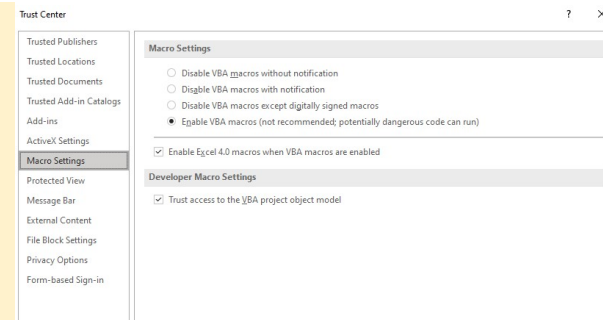 Trust Center
?
Trusted Publishers
Trusted Locations
Trusted Documents
Trusted Add-in Catalogs
Add-ins
ActiveX Settings
Macro Settings
Protected View
Message Bar
External Content
File Block Settings
Privacy Options
Form-based Sign-in
Macro Settings
Disable VBA macros without notification
Disable VBA macros with notification
Disable VBA macros except digitally signed macros
Enable VBA macros (not recommended; potentially dangerous code can run)
Enable Excel 4.0 macros when VBA macros are enabled
Developer Macro Settings
Trust access to the VBA project object model